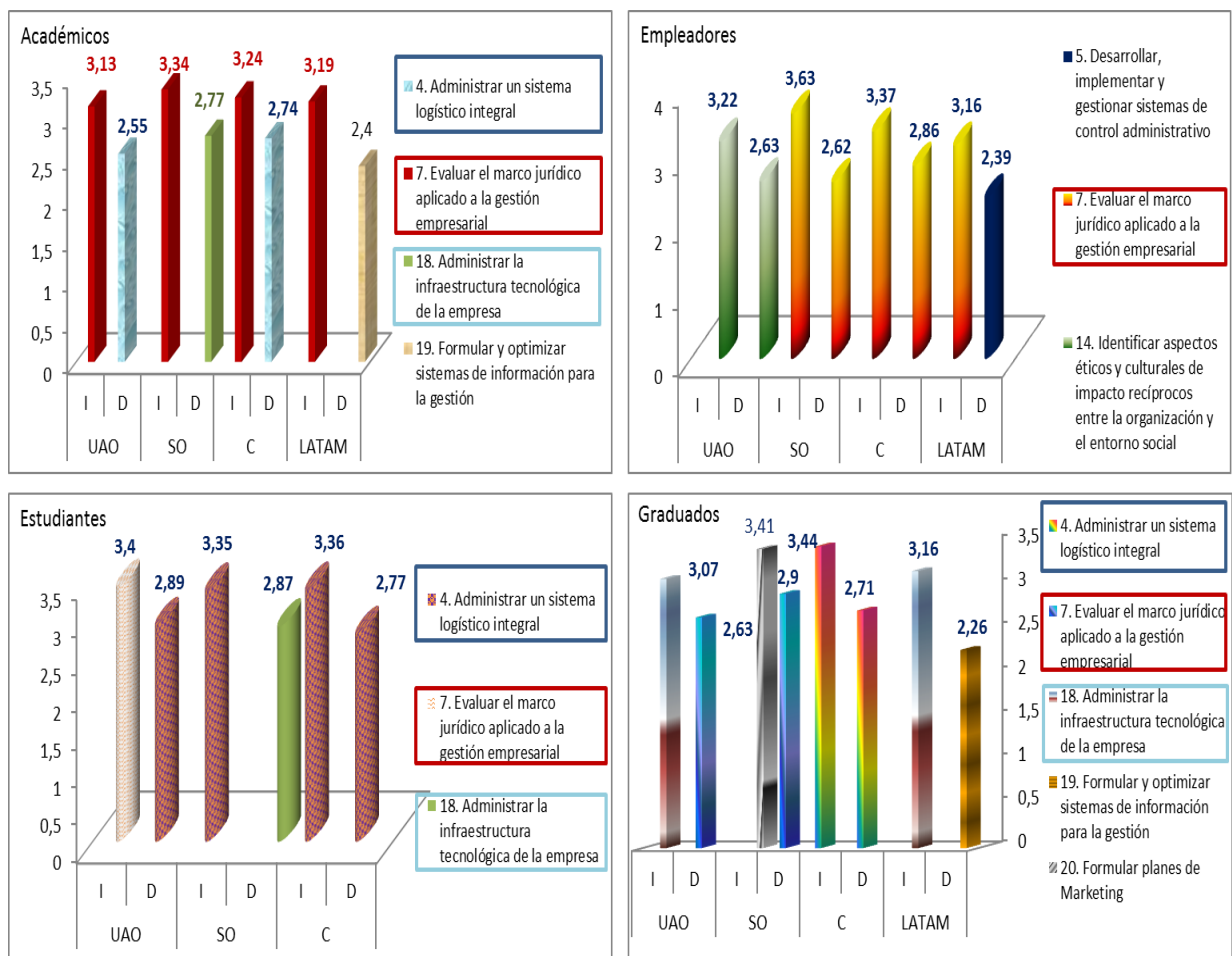 Académicos
3,13
3,34
3,24
3,19
2,55
2,77
2,74
2,4
3,5
3
2,5
2
1,5
1
0,5
0
I D I D I D I D
UAO SO C LATAM
4. Administrar un sistema
logístico integral
7. Evaluar el marco jurídico
aplicado a la gestión
empresarial
18. Administrar la
infraestructura tecnológica
de la empresa
19. Formular y optimizar
sistemas de información para
la gestión
Empleadores
3,22
2,63
3,63
2,62
3,37
2,86
3,16
2,39
4
3
2
1
0
I D I D I D I D
UAO SO C LATAM
5. Desarrollar,
implementar y
gestionar sistemas de
control administrativo
7. Evaluar el marco
jurídico aplicado a la
gestión empresarial
14. Identificar aspectos
éticos y culturales de
impacto recíprocos
entre la organización y
el entorno social
Estudiantes
3,4
2,89
3,35
2,87
3,36
2,77
3,5
3
2,5
2
1,5
1
0,5
0
I D I D I D
UAO SO C
4. Administrar un sistema
logístico integral
7. Evaluar el marco
jurídico aplicado a la
gestión empresarial
18. Administrar la
infraestructura
tecnológica de la empresa
Graduados
3,07
2,63
3,41
2,9
3,44
2,71
3,16
2,26
3,5
3
2,5
2
1,5
1
0,5
0
I D I D I D I D
UAO SO C LATAM
4. Administrar un sistema
logístico integral
7. Evaluar el marco jurídico
aplicado a la gestión
empresarial
18. Administrar la
infraestructura tecnológica
de la empresa
19. Formular y optimizar
sistemas de información
para la gestión
20. Formular planes de
Marketing